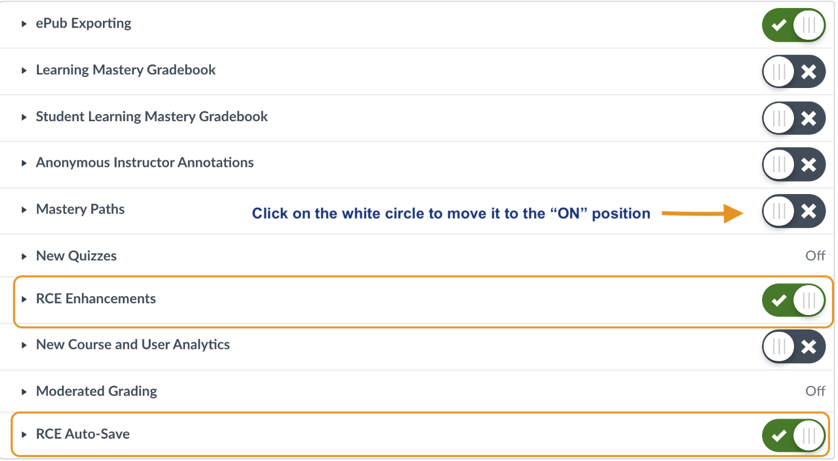 ePub Exporting
Learning Mastery Gradebook
Student Learning Mastery Gradebook
Anonymous Instructor Annotations
Mastery Paths Click on the white circle to move it to the “ON” position
New Quizzes Off
RCE Enhancements
New Course and User Analytics
Moderated Grading Off
RCE Auto-Save